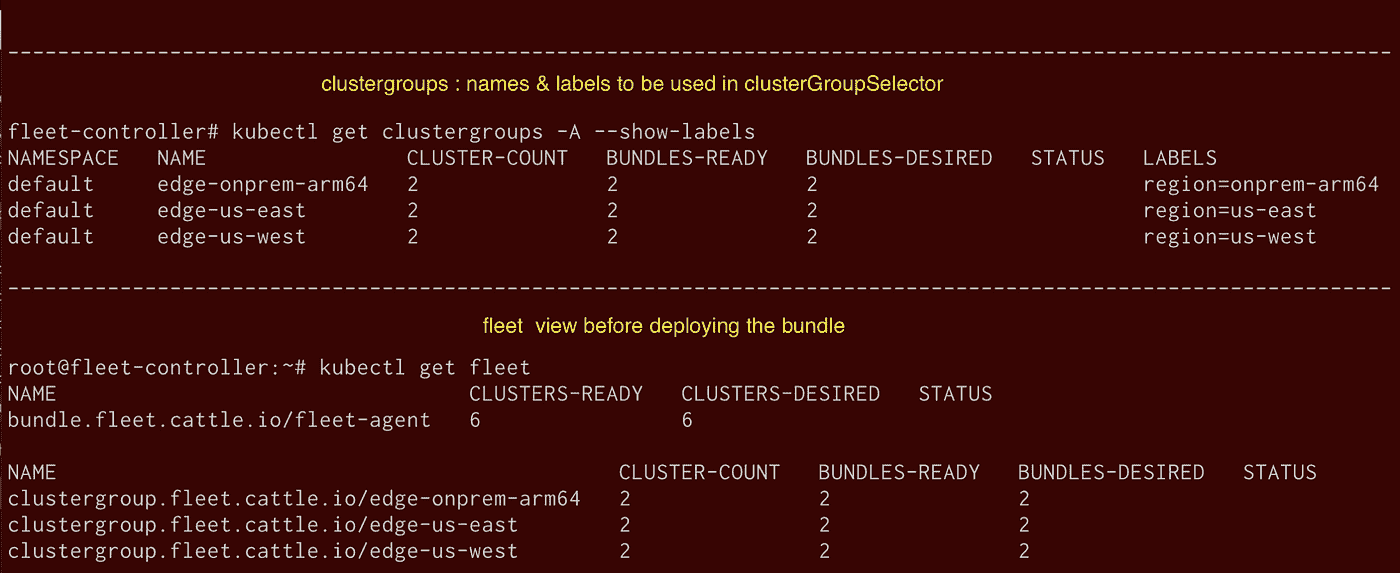 --------------------------------------------------------------------------------------------------------------
clustergroups : names & labels to be used in clusterGroupSelector
fleet-controller# kubectl get clustergroups -A --show-labels
NAMESPACE   NAME                CLUSTER-COUNT   BUNDLES-READY   BUNDLES-DESIRED   STATUS   LABELS
default     edge-onprem-arm64   2               2               2                          region=onprem-arm64
default     edge-us-east        2               2               2                          region=us-east
default     edge-us-west        2               2               2                          region=us-west
--------------------------------------------------------------------------------------------------------------
fleet  view before deploying the bundle
root@fleet-controller:~# kubectl get fleet
NAME                                 CLUSTERS-READY   CLUSTERS-DESIRED   STATUS
bundle.fleet.cattle.io/fleet-agent   6                6
NAME                                             CLUSTER-COUNT   BUNDLES-READY   BUNDLES-DESIRED   STATUS
clustergroup.fleet.cattle.io/edge-onprem-arm64   2               2               2
clustergroup.fleet.cattle.io/edge-us-east        2               2               2
clustergroup.fleet.cattle.io/edge-us-west        2               2               2